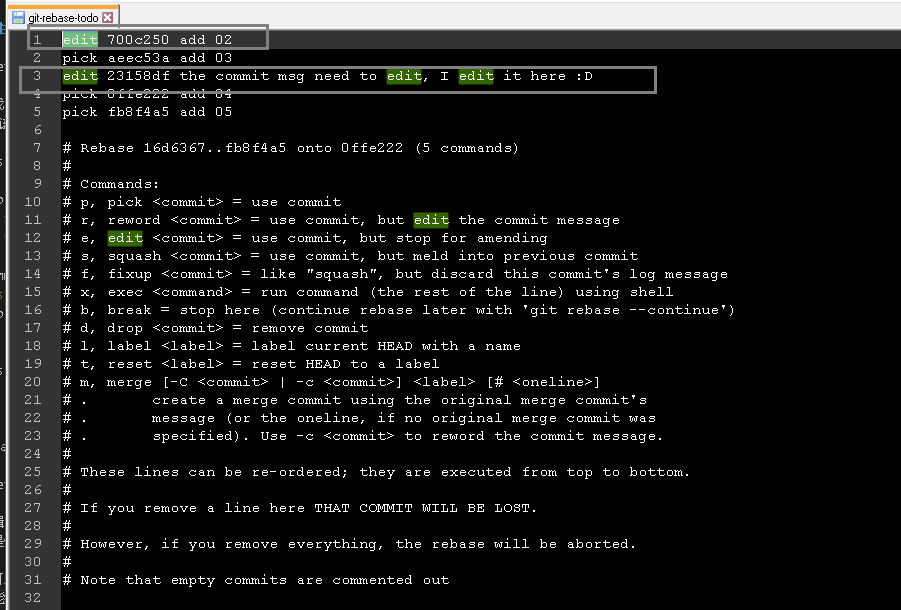 git-rebase-todo
1 edit 700c250 add 02
2 pick aeec53a add 03
3 edit 23158df the commit msg need to edit, I edit it here :D
4 pick 0ffe222 add 04
5 pick fb8f4a5 add 05
6
7 # Rebase 16d6367..fb8f4a5 onto 0ffe222 (5 commands)
8 #
9 # Commands:
10 # p, pick <commit> = use commit
11 # r, reword <commit> = use commit, but edit the commit message
12 # e, edit <commit> = use commit, but stop for amending
13 # s, squash <commit> = use commit, but meld into previous commit
14 # f, fixup <commit> = like "squash", but discard this commit's log message
15 # x, exec <command> = run command (the rest of the line) using shell
16 # b, break = stop here (continue rebase later with 'git rebase --continue')
17 # d, drop <commit> = remove commit
18 # l, label <label> = label current HEAD with a name
19 # t, reset <label> = reset HEAD to a label
20 # m, merge [-C <commit> | -c <commit>] <label> [# <oneline>]
21 # . create a merge commit using the original merge commit's
22 # . message (or the oneline, if no original merge commit was
23 # . specified). Use -c <commit> to reword the commit message.
24 #
25 # These lines can be re-ordered; they are executed from top to bottom.
26 #
27 # If you remove a line here THAT COMMIT WILL BE LOST.
28 #
29 # However, if you remove everything, the rebase will be aborted.
30 #
31 # Note that empty commits are commented out
32